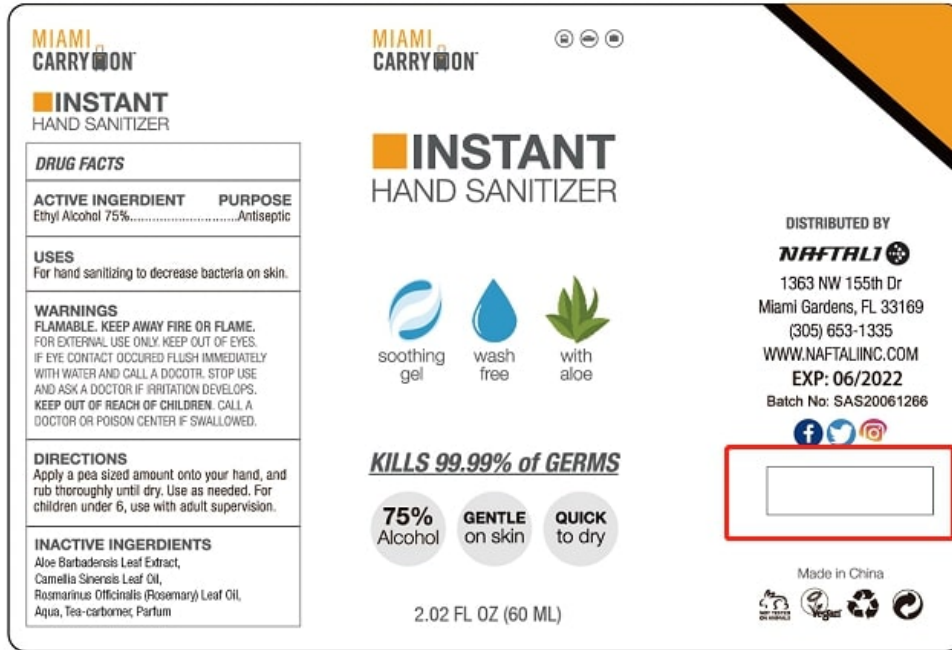 MIAMI
CARRY ON™
INSTANT
HAND SANITIZER
DRUG FACTS
ACTIVE INGERDIENT PURPOSE
Ethyl Alcohol 75%..............................Antiseptic
USES
For hand sanitizing to decrease bacteria on skin.
WARNINGS
FLAMABLE. KEEP AWAY FIRE OR FLAME.
FOR EXTERNAL USE ONLY. KEEP OUT OF EYES.
IF EYE CONTACT OCCURED FLUSH IMMEDIATELY
WITH WATER AND CALL A DOCOTR. STOP USE
AND ASK A DOCTOR IF IRRITATION DEVELOPS.
KEEP OUT OF REACH OF CHILDREN. CALL A
DOCTOR OR POISON CENTER IF SWALLOWED.
DIRECTIONS
Apply a pea sized amount onto your hand, and
rub thoroughly until dry. Use as needed. For
children under 6, use with adult supervision.
INACTIVE INGERDIENTS
Aloe Barbadensis Leaf Extract,
Camellia Sinensis Leaf Oil,
Rosmarinus Officinalis (Rosemary) Leaf Oil,
Aqua, Tea-carbomer, Parfum
MIAMI
CARRY ON™
INSTANT
HAND SANITIZER
soothing
gel
wash
free
with
aloe
KILLS 99.99% of GERMS
75%
Alcohol
GENTLE
on skin
QUICK
to dry
2.02 FL OZ (60 ML)
DISTRIBUTED BY
NAFTALI
1363 NW 155th Dr
Miami Gardens, FL 33169
(305) 653-1335
WWW.NAFTALIINC.COM
EXP: 06/2022
Batch No: SAS20061266
Made in China
NOT TESTED
ON ANIMALS
Vegan